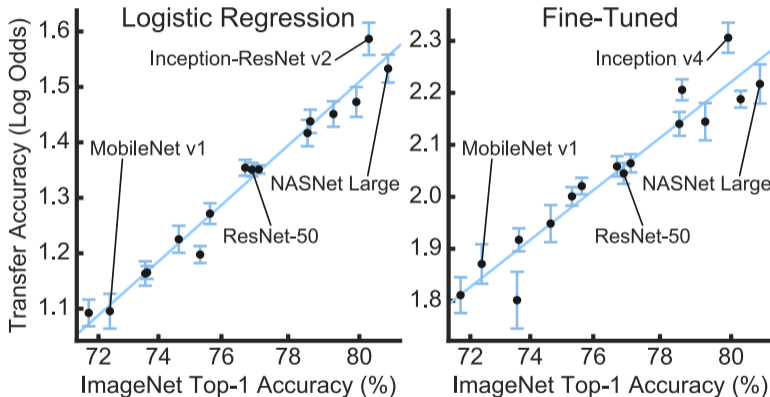 Logistic Regression
Fine-Tuned
Transfer Accuracy (Log Odds)
1.6
1.5
1.4
1.3
1.2
1.1
Inception-ResNet v2
MobileNet v1
NASNet Large
ResNet-50
72
74
76
78
80
ImageNet Top-1 Accuracy (%)
2.3
2.2
2.1
2.0
1.9
1.8
Inception v4
MobileNet v1
NASNet Large
ResNet-50
72
74
76
78
80
ImageNet Top-1 Accuracy (%)